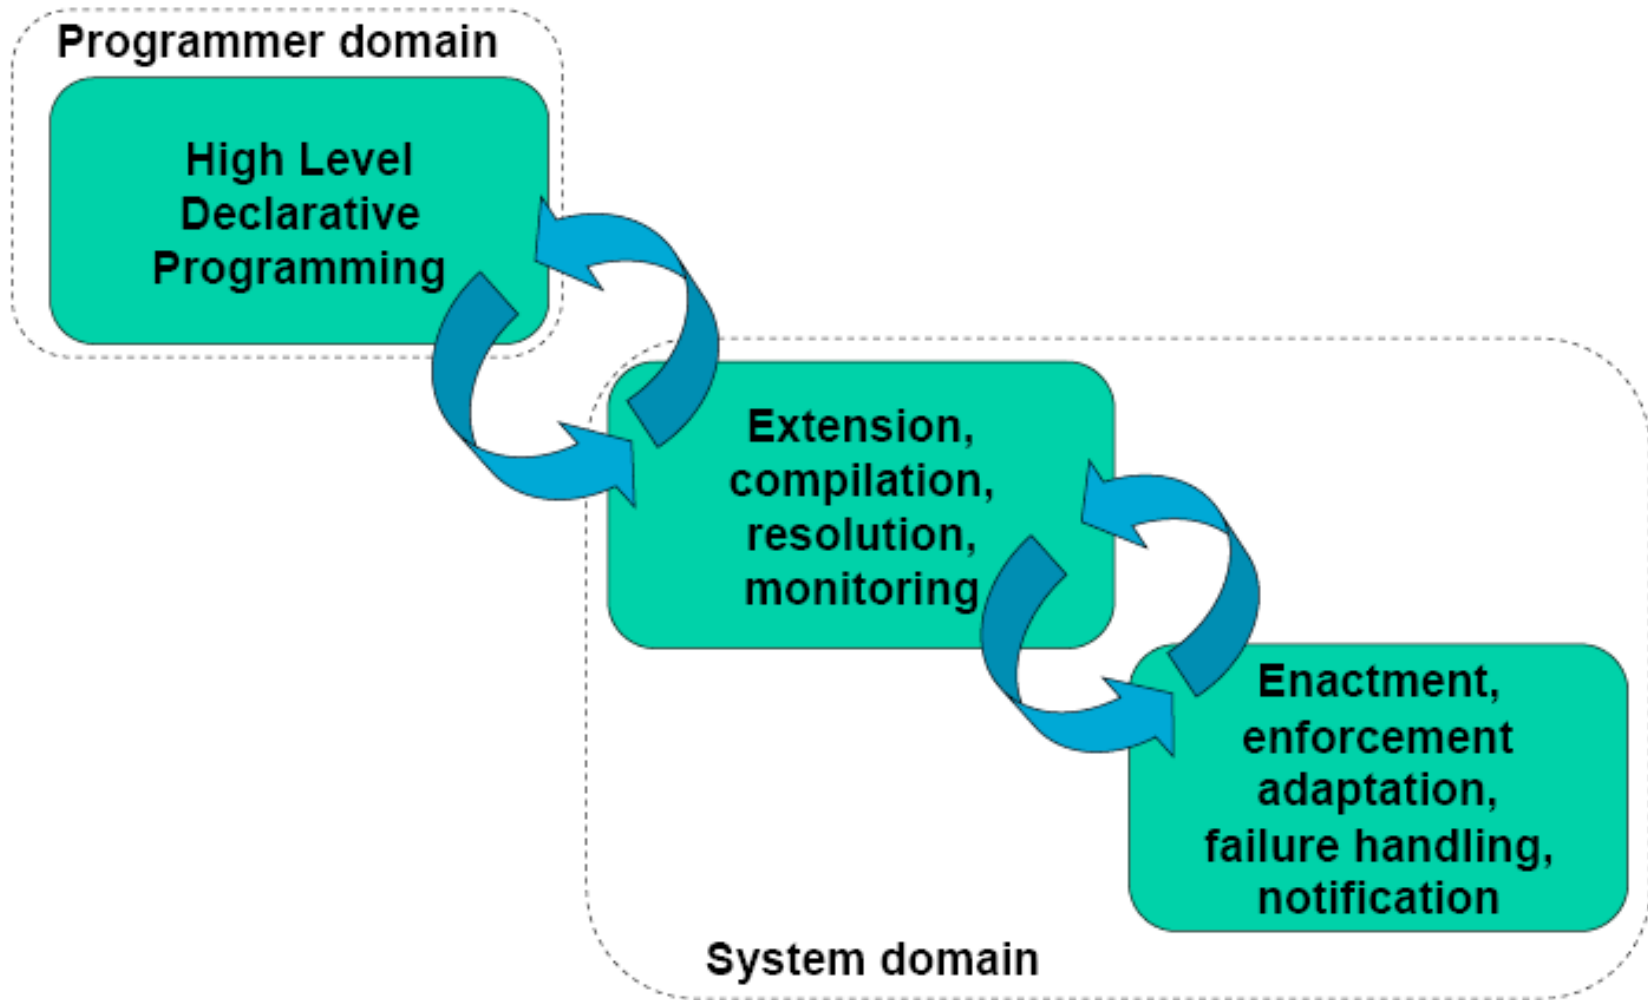 Programmer domain
High Level
Declarative
Programming
Extension,
compilation,
resolution,
monitoring
Enactment,
enforcement
adaptation,
failure handling,
notification
System domain